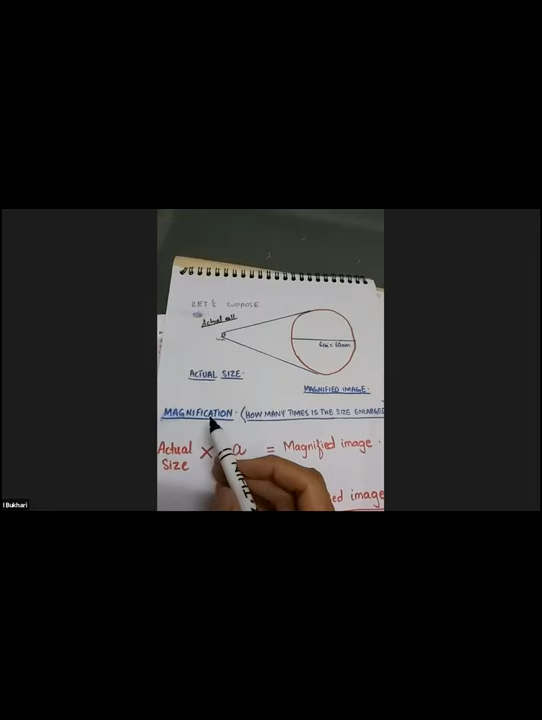 LET'S SUPPOSE
Actual cell
6cm = 60mm
ACTUAL SIZE.
MAGNIFIED IMAGE.
MAGNIFICATION. (HOW MANY TIMES IS THE SIZE ENLARGED)
Actual Size × a = Magnified image.
ed image
I Bukhari